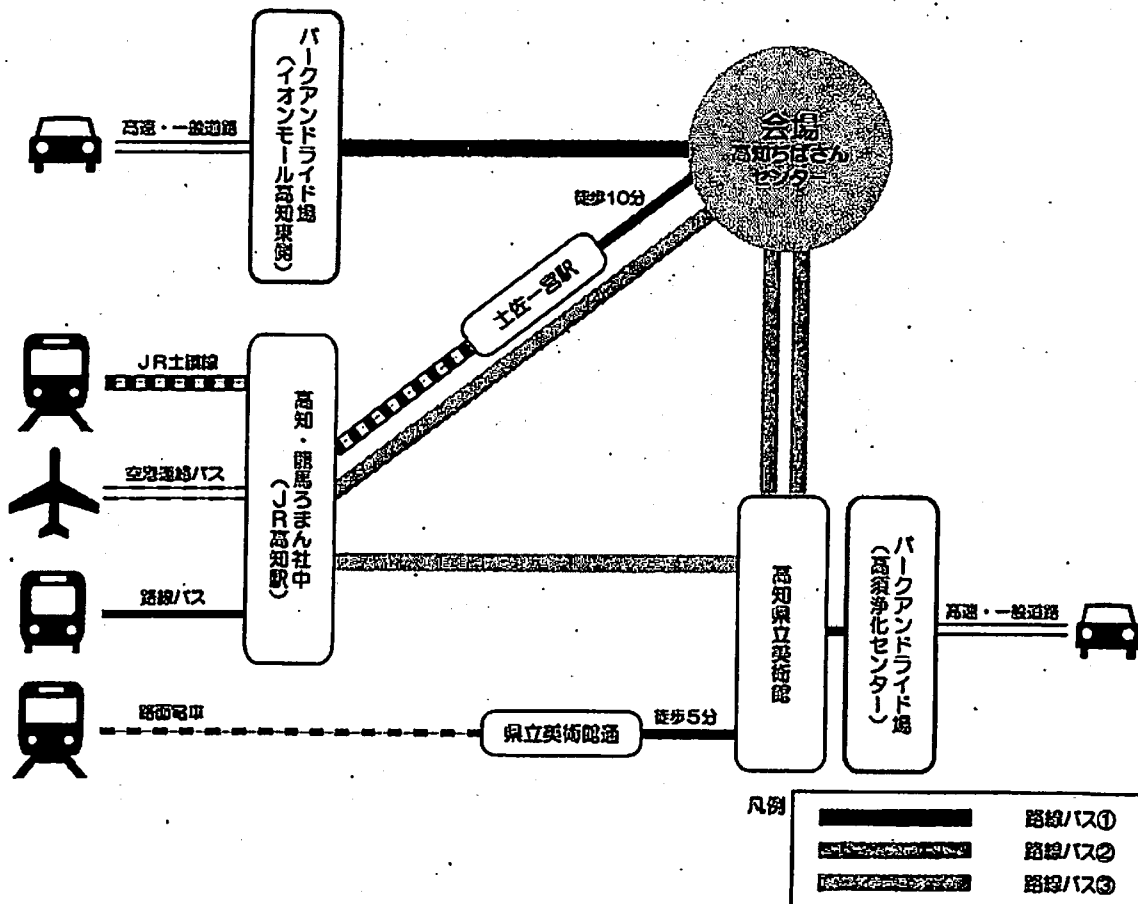 パークアンドライド場
（イオンモール高知東側）
高速・一般道路
会場
高知ぢばさん
センター
徒歩10分
土佐一宮駅
JR土讃線
高知・龍馬ろまん社中
（JR高知駅）
空港連絡バス
路線バス
路面電車
県立美術館通
徒歩5分
高知県立美術館
パークアンドライド場
（高須浄化センター）
高速・一般道路
凡例
路線バス①
路線バス②
路線バス③